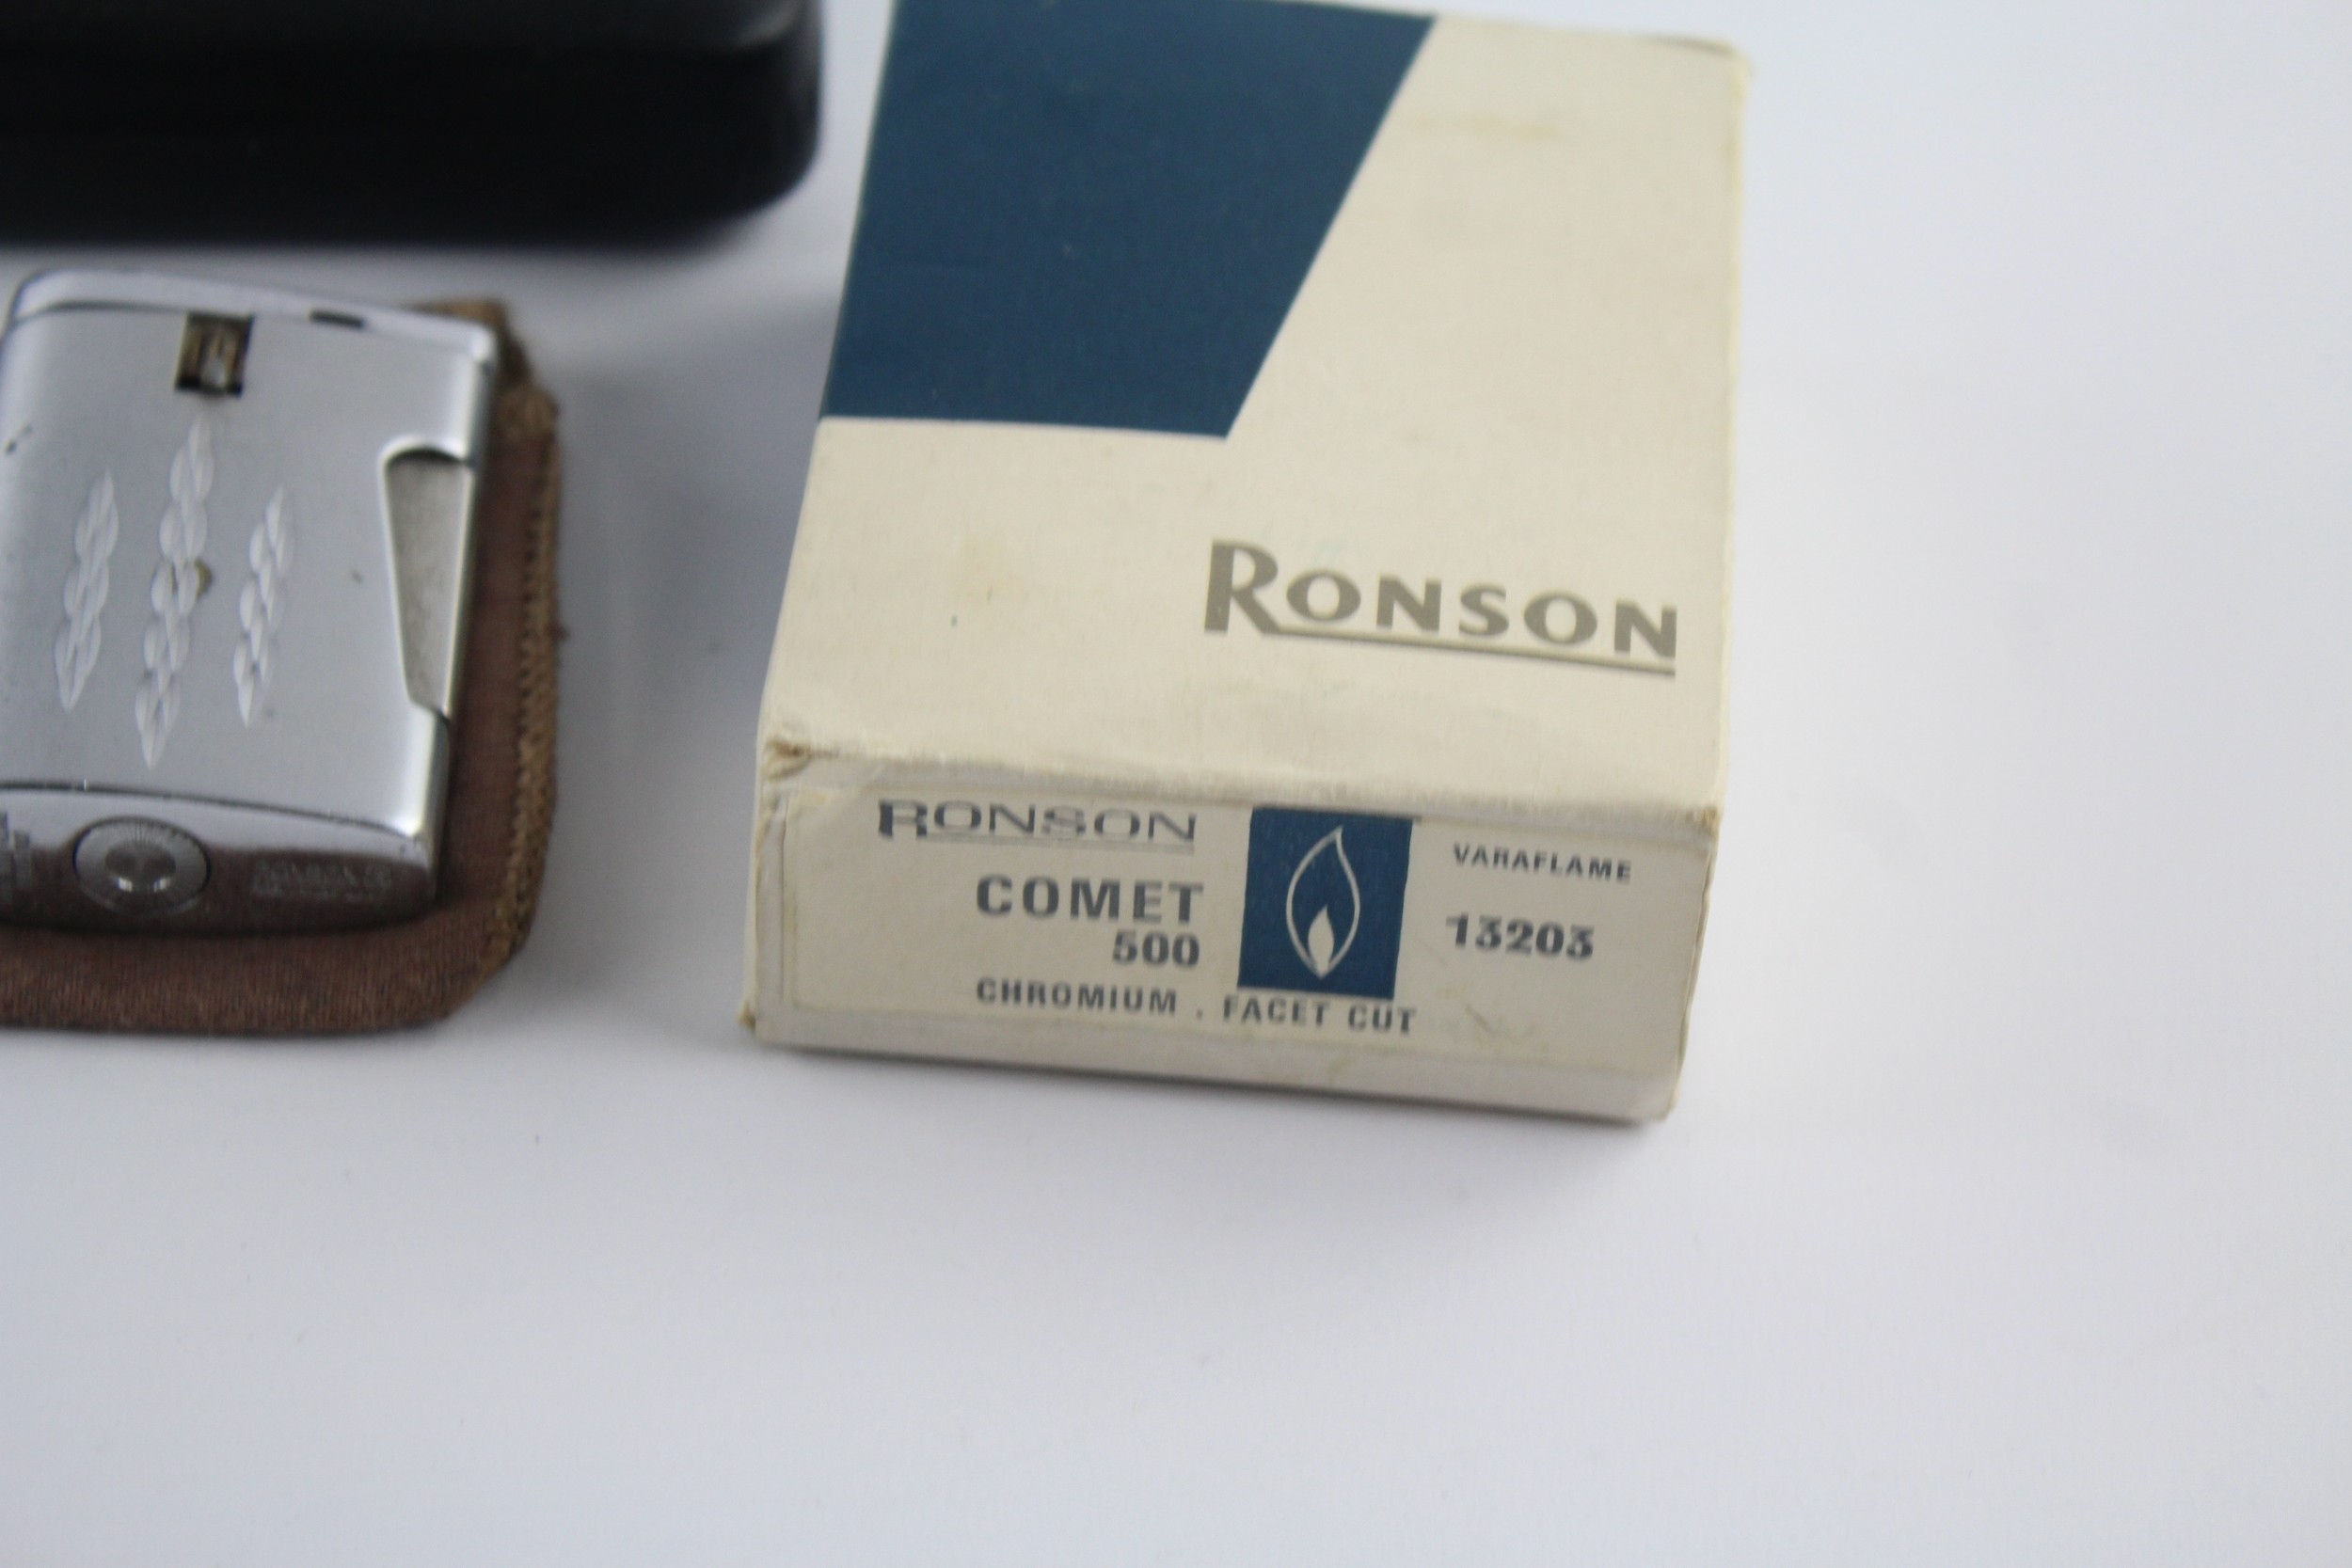 RONSON
RONSON
COMET
500
CHROMIUM . FACET CUT
VARAFLAME
13203